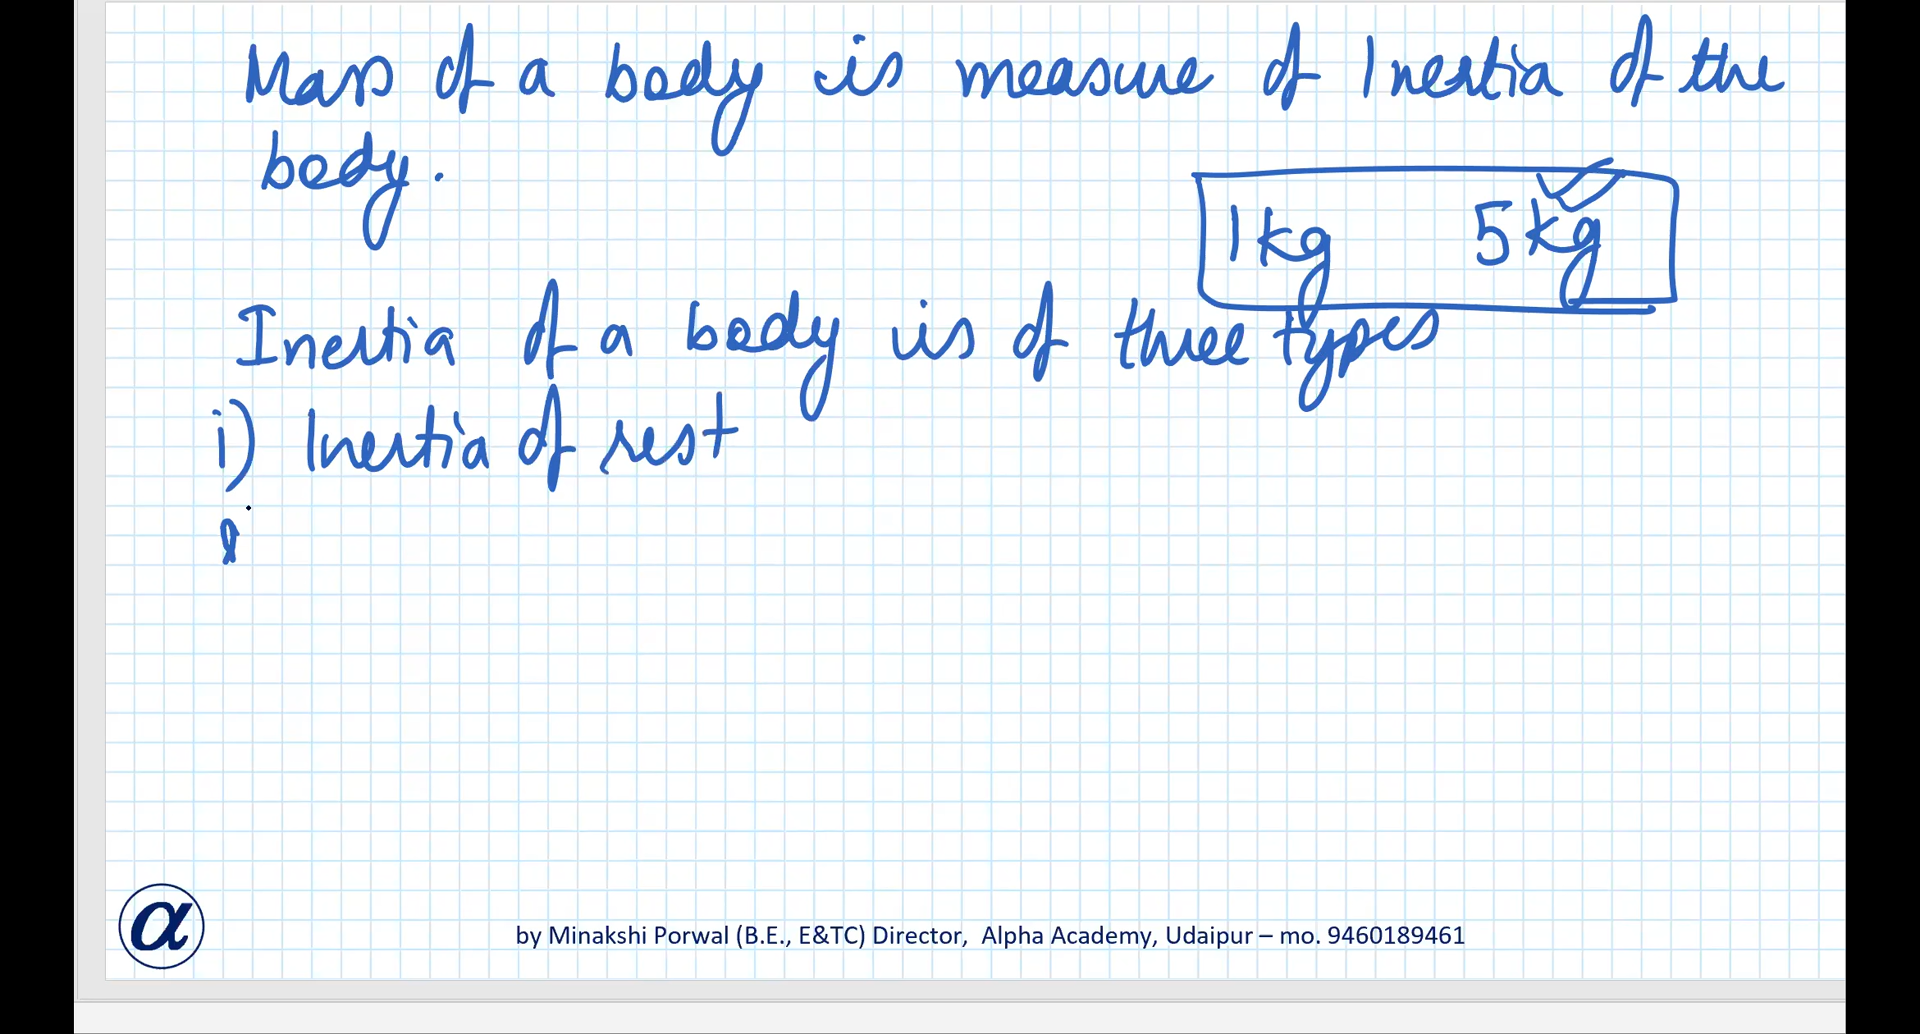 Mass of a body is measure of Inertia of the
body.
1kg 5kg
Inertia of a body is of three types
i) Inertia of rest
α
by Minakshi Porwal (B.E., E&TC) Director, Alpha Academy, Udaipur – mo. 9460189461